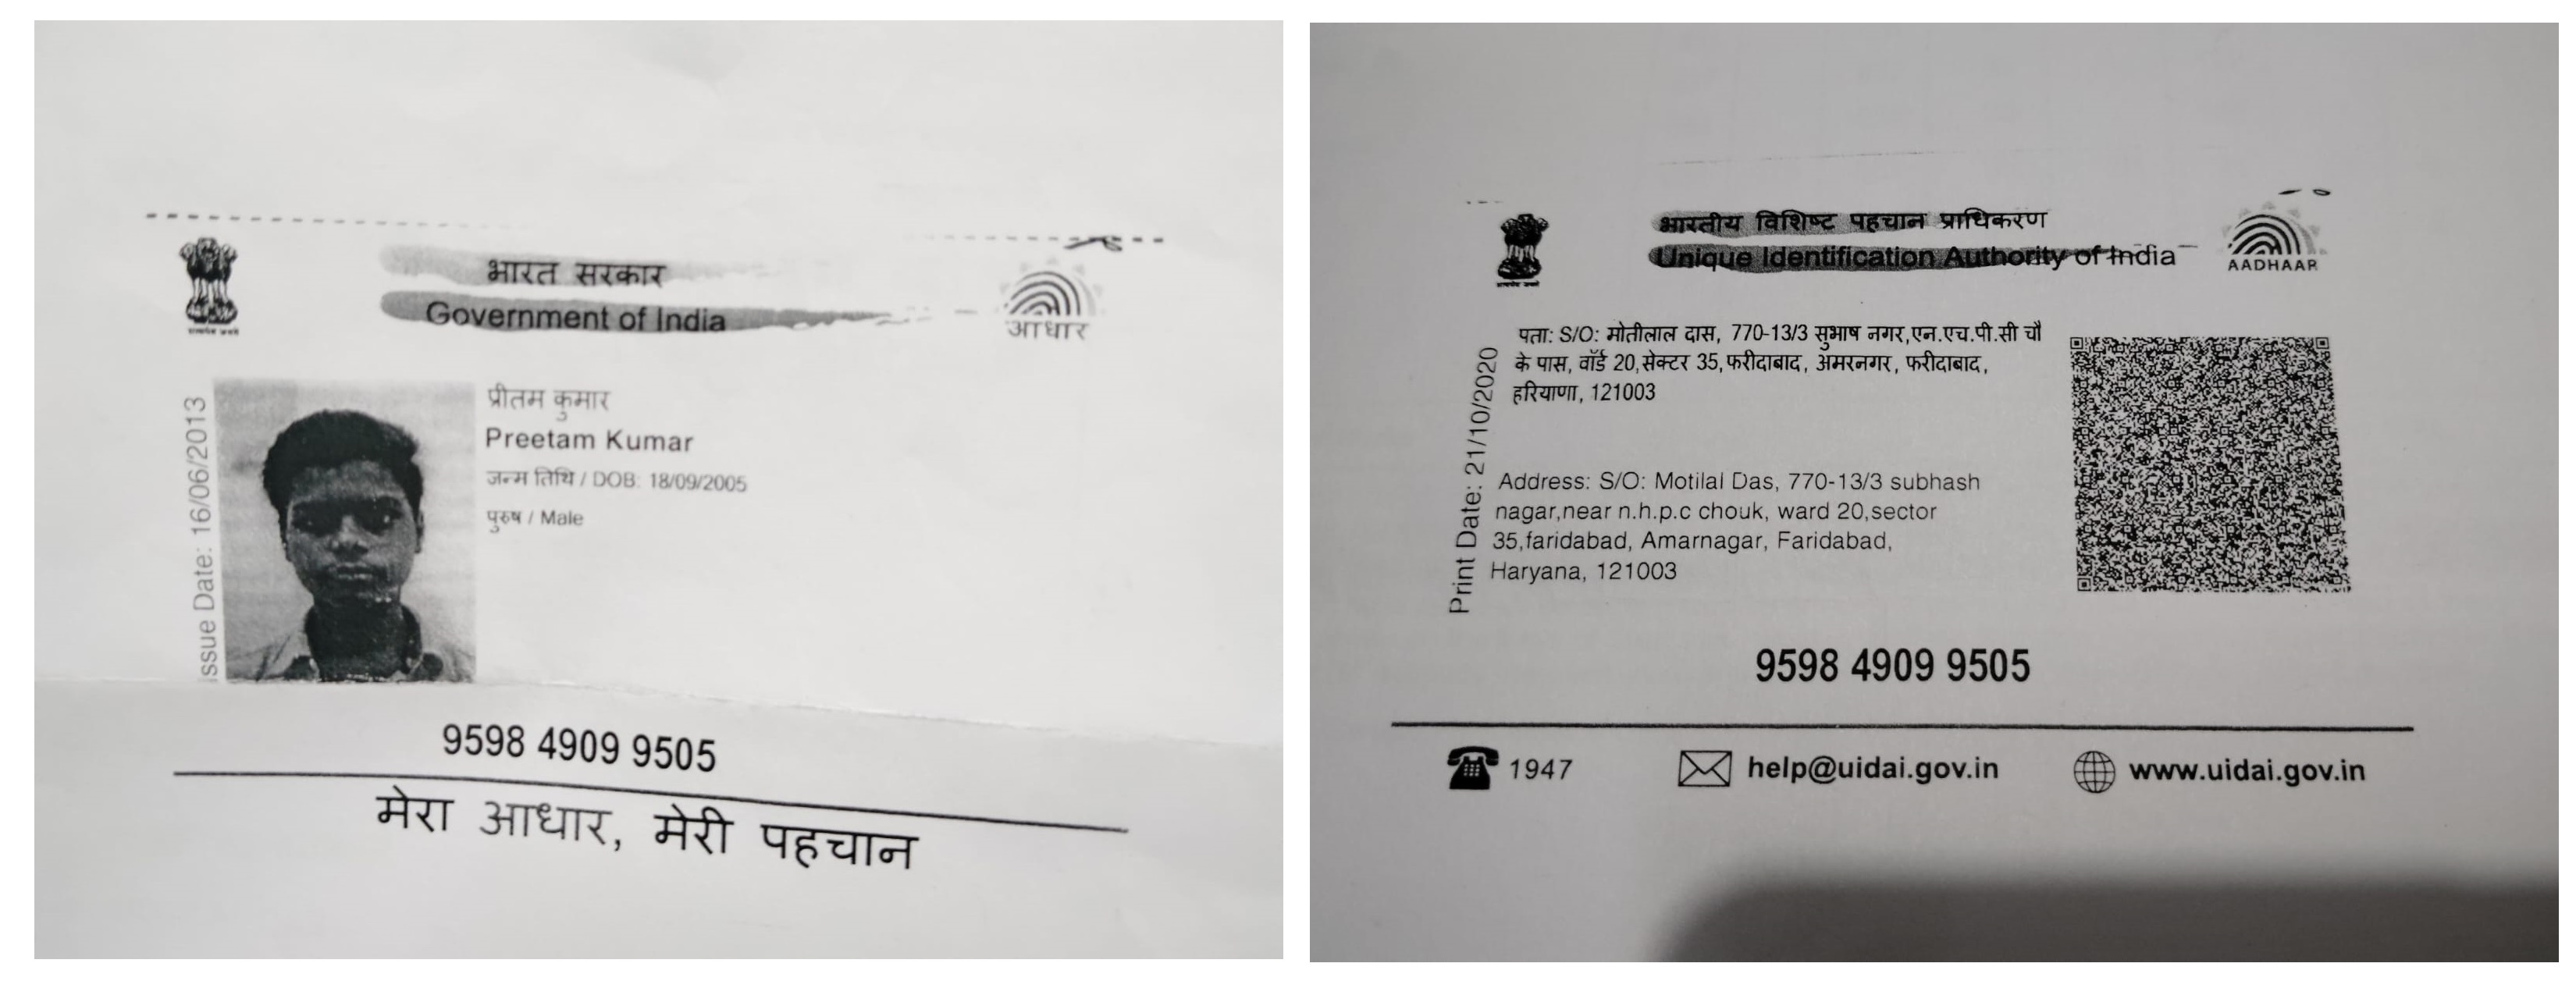 भारत सरकार
Government of India
आधार
Issue Date: 16/06/2013
प्रीतम कुमार
Preetam Kumar
जन्म तिथि / DOB: 18/09/2005
पुरुष / Male
9598 4909 9505
मेरा आधार, मेरी पहचान
भारतीय विशिष्ट पहचान प्राधिकरण
Unique Identification Authority of India
AADHAAR
Print Date: 21/10/2020
पता: S/O: मोतीलाल दास, 770-13/3 सुभाष नगर,एन.एच.पी.सी चौ
के पास, वॉर्ड 20,सेक्टर 35,फरीदाबाद, अमरनगर, फरीदाबाद,
हरियाणा, 121003
Address: S/O: Motilal Das, 770-13/3 subhash
nagar,near n.h.p.c chouk, ward 20,sector
35,faridabad, Amarnagar, Faridabad,
Haryana, 121003
9598 4909 9505
1947
help@uidai.gov.in
www.uidai.gov.in